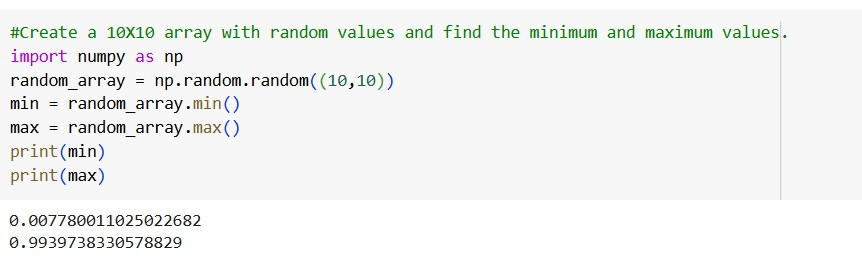 #Create a 10X10 array with random values and find the minimum and maximum values.
import numpy as np
random_array = np.random.random((10,10))
min = random_array.min()
max = random_array.max()
print(min)
print(max)
0.007780011025022682
0.9939738330578829